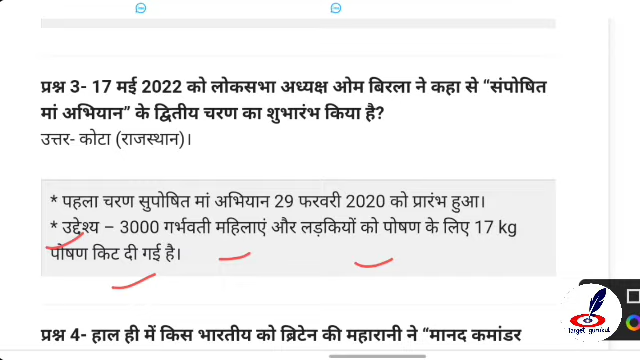 प्रश्न 3- 17 मई 2022 को लोकसभा अध्यक्ष ओम बिरला ने कहा से “संपोषित
मां अभियान” के द्वितीय चरण का शुभारंभ किया है?
उत्तर- कोटा (राजस्थान)।
* पहला चरण सुपोषित मां अभियान 29 फरवरी 2020 को प्रारंभ हुआ।
* उद्देश्य – 3000 गर्भवती महिलाएं और लड़कियों को पोषण के लिए 17 kg
पोषण किट दी गई है।
target gurukul
प्रश्न 4- हाल ही में किस भारतीय को ब्रिटेन की महारानी ने “मानद कमांडर